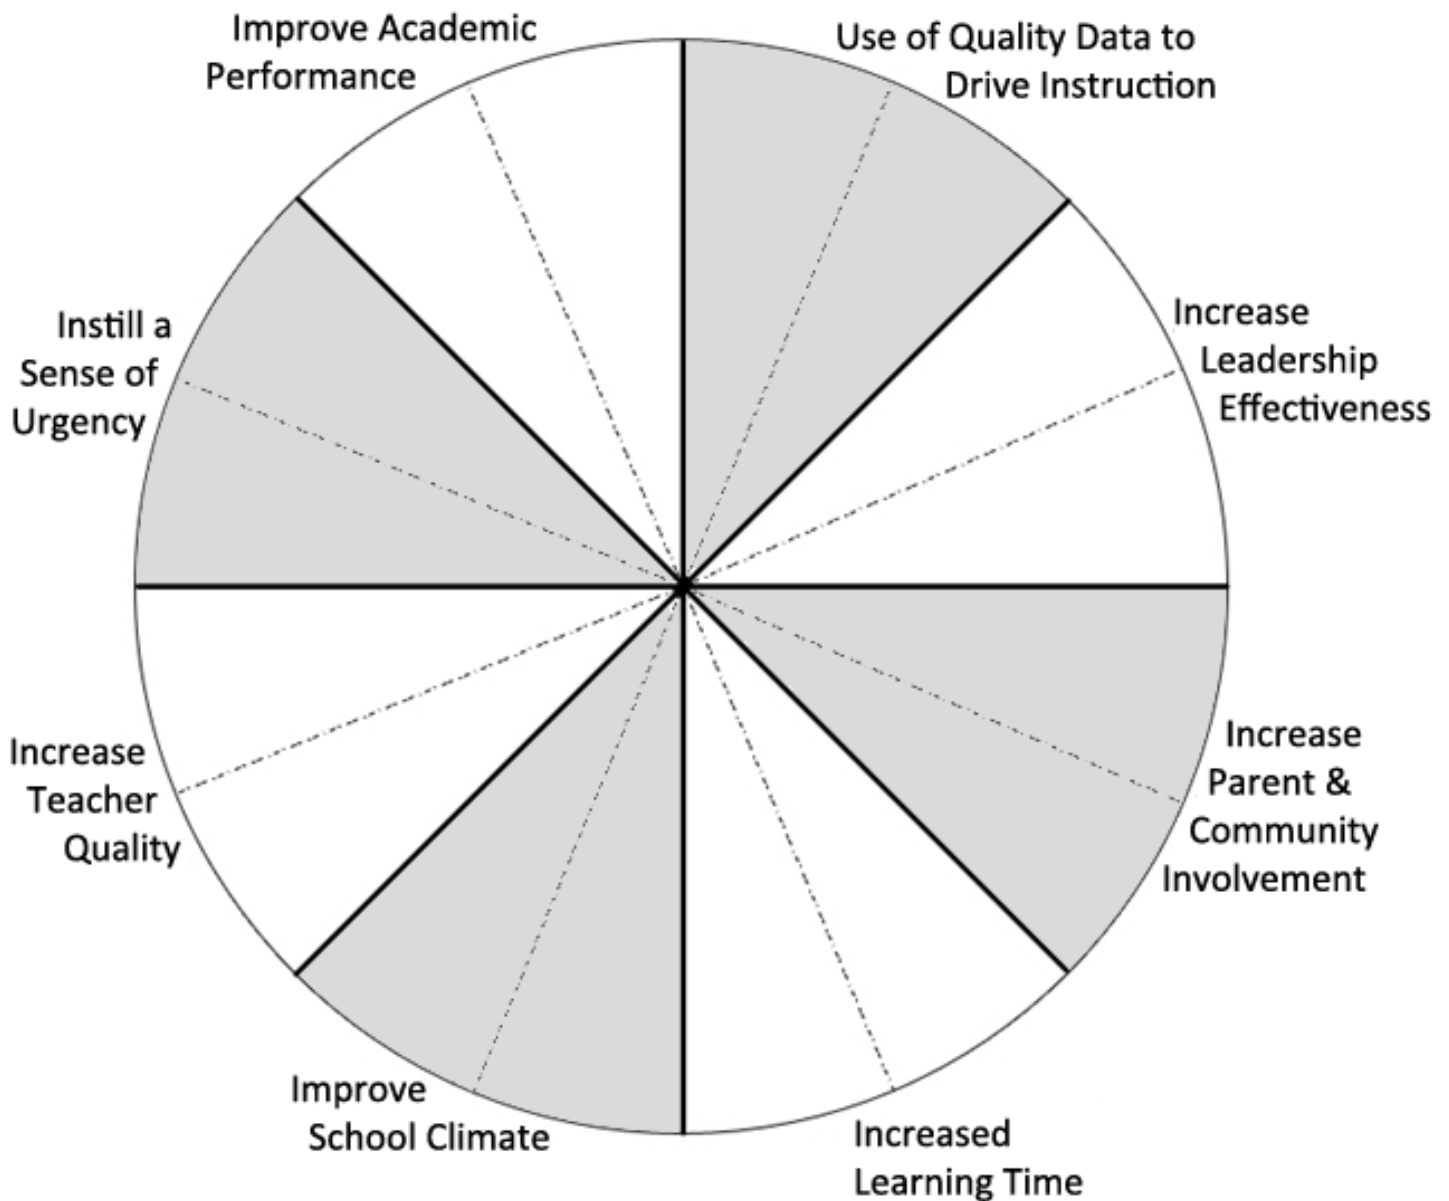 Improve Academic
Performance
Use of Quality Data to
Drive Instruction
Increase
Leadership
Effectiveness
Increase
Parent &
Community
Involvement
Increased
Learning Time
Improve
School Climate
Increase
Teacher
Quality
Instill a
Sense of
Urgency